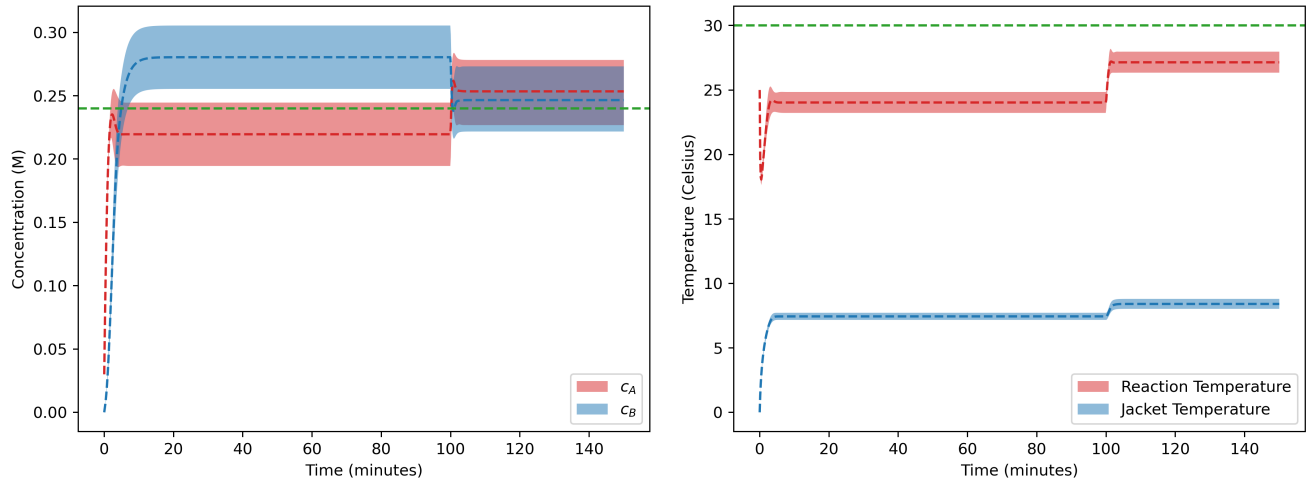 0.30
0.25
0.20
0.15
0.10
0.05
0.00
Concentration (M)
0 20 40 60 80 100 120 140
Time (minutes)
c_A
c_B
30
25
20
15
10
5
0
Temperature (Celsius)
0 20 40 60 80 100 120 140
Time (minutes)
Reaction Temperature
Jacket Temperature